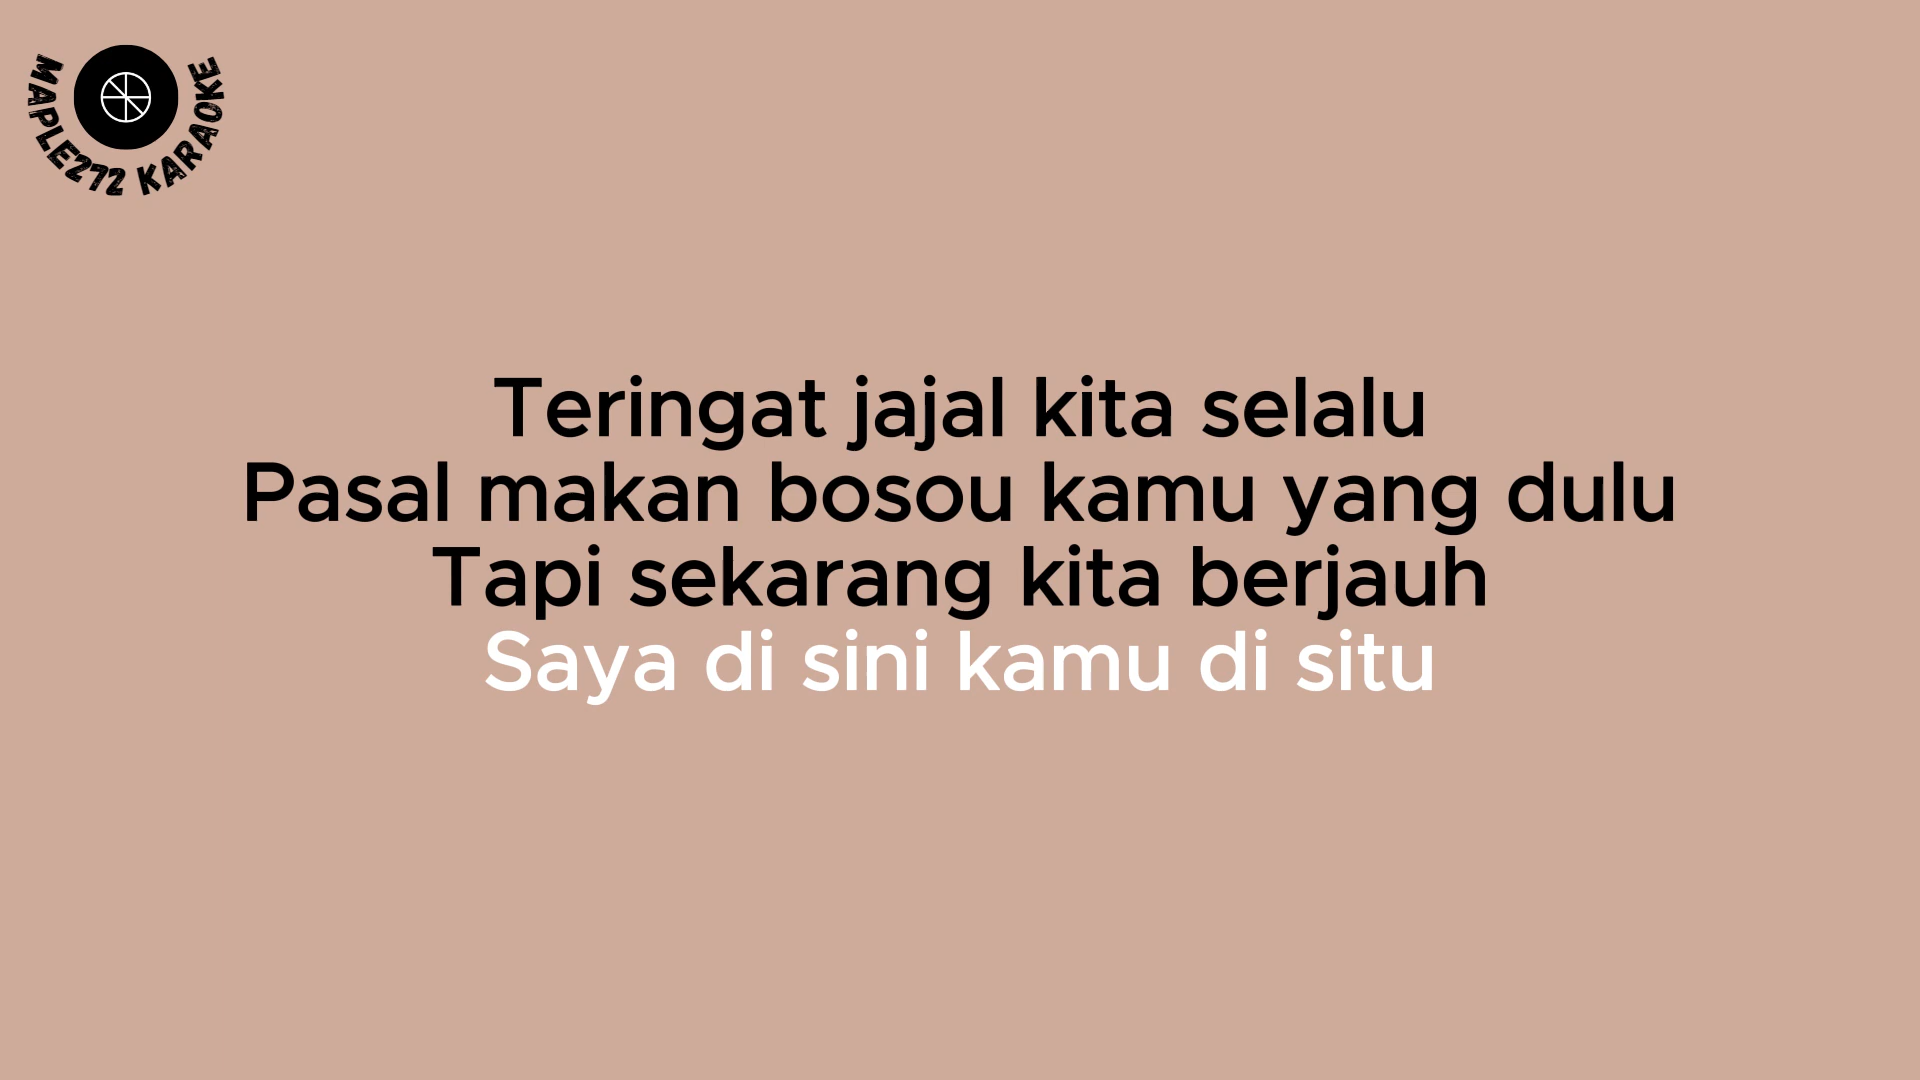 MAPLE272 KARAOKE
Teringat jajal kita selalu
Pasal makan bosou kamu yang dulu
Tapi sekarang kita berjauh
Saya di sini kamu di situ